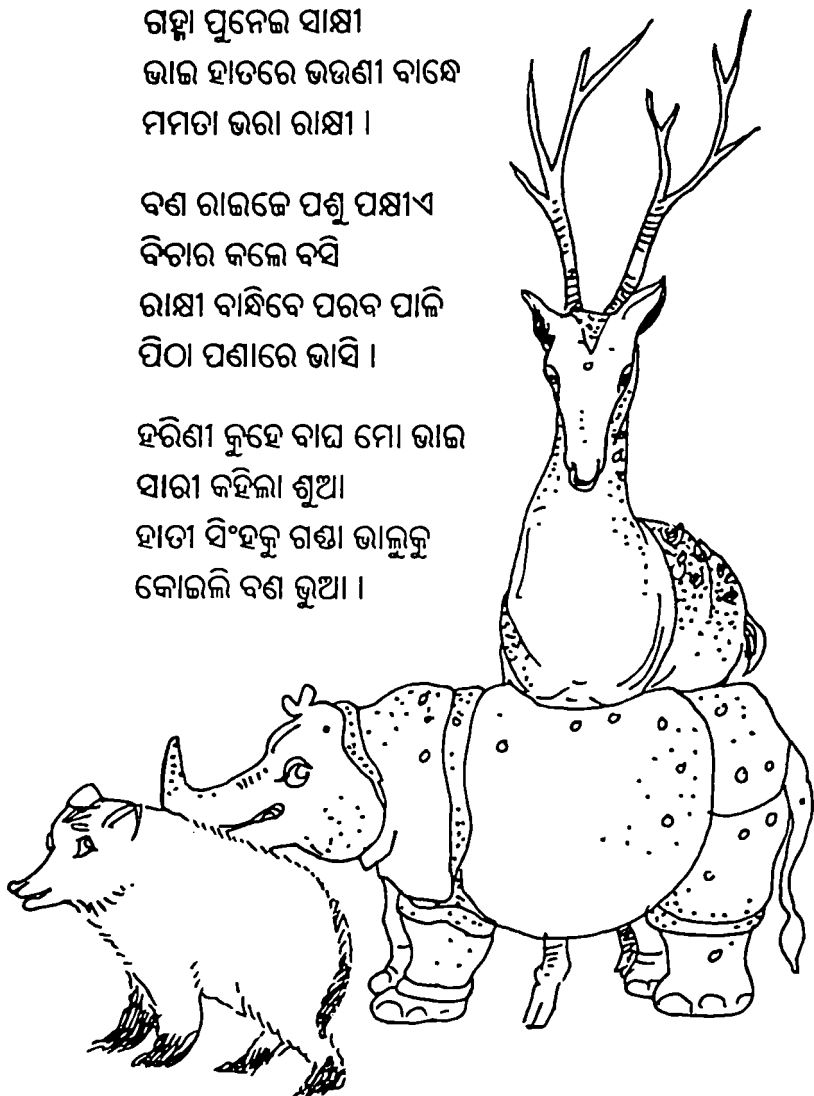 ଗହ୍ମା ପୁନେଇ ସାକ୍ଷୀ
ଭାଇ ହାତରେ ଭଉଣୀ ବାନ୍ଧେ
ମମତା ଭରା ରାକ୍ଷୀ ।
ବଣ ରାଇଜେ ପଶୁ ପକ୍ଷୀଏ
ବିଚାର କଲେ ବସି
ରାକ୍ଷୀ ବାନ୍ଧିବେ ପରବ ପାଳି
ପିଠା ପଣାରେ ଭାସି ।
ହରିଣୀ କୁହେ ବାଘ ମୋ ଭାଇ
ସାରୀ କହିଲା ଶୁଆ
ହାତୀ ସିଂହକୁ ଗଣ୍ଡା ଭାଲୁକୁ
କୋଇଲି ବଣ ଭୁଆ ।